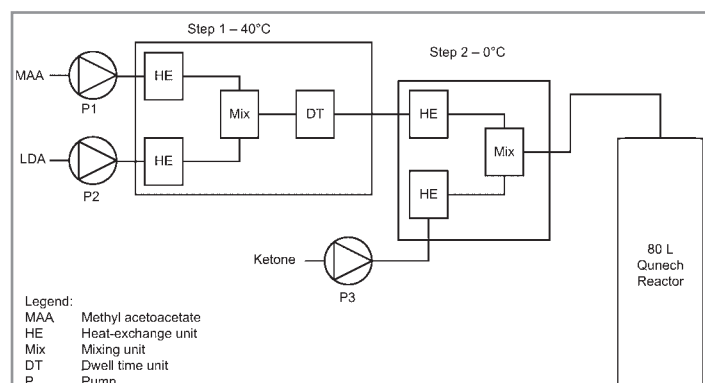 Step 1 – 40°C
Step 2 – 0°C
MAA
P1
HE
Mix
DT
HE
Mix
LDA
P2
HE
HE
Ketone
P3
80 L
Qunech
Reactor
Legend:
MAA Methyl acetoacetate
HE Heat-exchange unit
Mix Mixing unit
DT Dwell time unit
P Pump